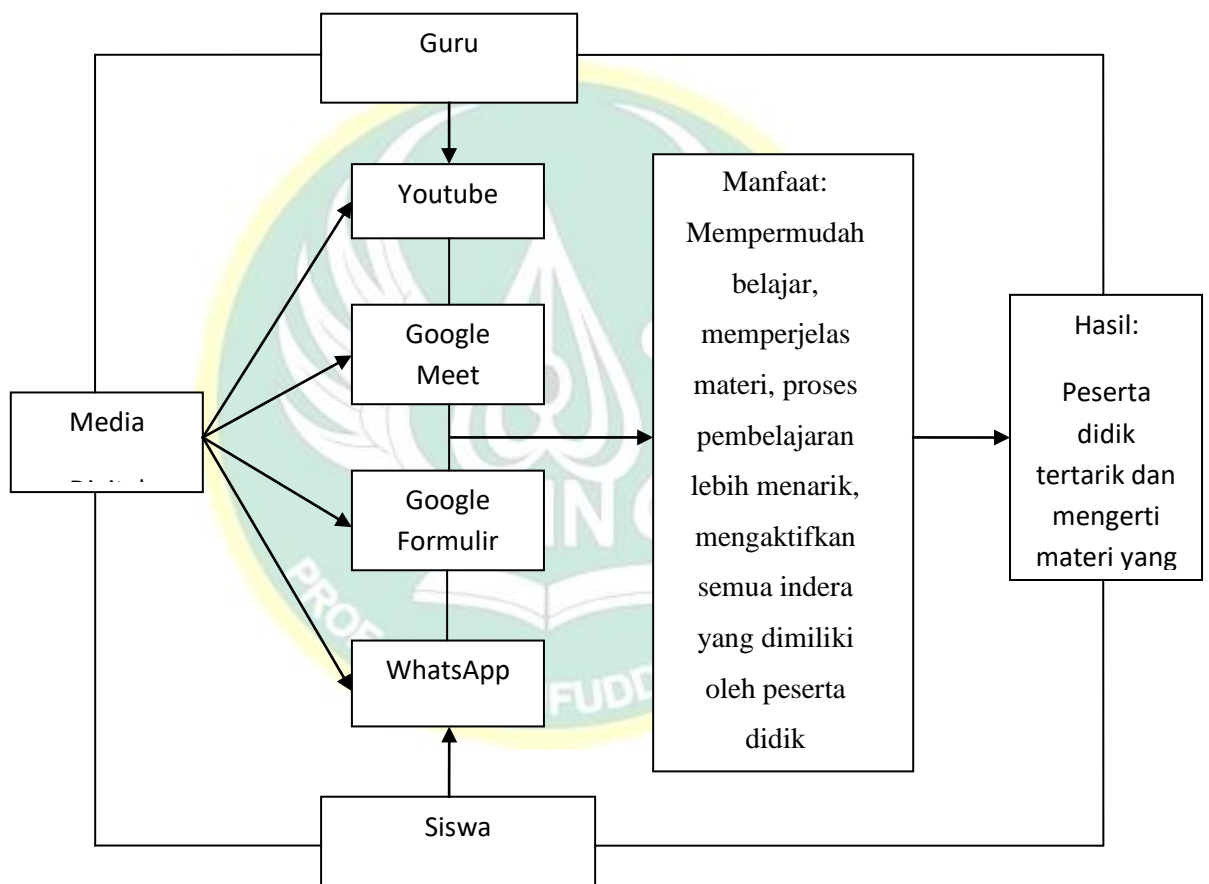 Guru
Youtube
Google
Meet
Google
Formulir
WhatsApp
Siswa
Media
Manfaat:
Mempermudah
belajar,
memperjelas
materi, proses
pembelajaran
lebih menarik,
mengaktifkan
semua indera
yang dimiliki
oleh peserta
didik
Hasil:
Peserta
didik
tertarik dan
mengerti
materi yang